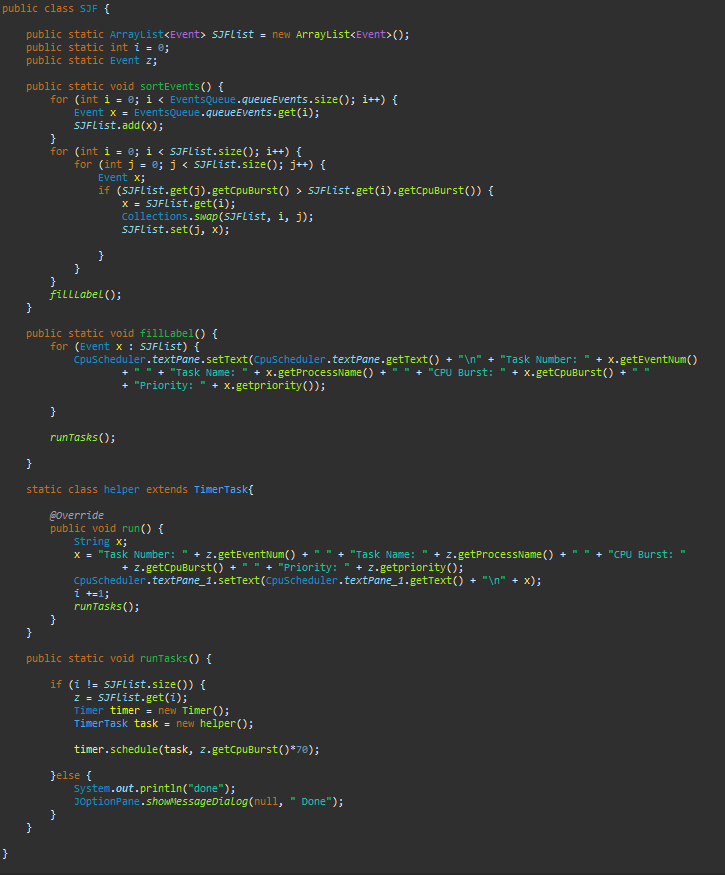 public class SJF {
public static ArrayList<Event> SJFlist = new ArrayList<Event>();
public static int i = 0;
public static Event z;
public static void sortEvents() {
for (int i = 0; i < EventsQueue.queueEvents.size(); i++) {
Event x = EventsQueue.queueEvents.get(i);
SJFlist.add(x);
}
for (int i = 0; i < SJFlist.size(); i++) {
for (int j = 0; j < SJFlist.size(); j++) {
Event x;
if (SJFlist.get(j).getCpuBurst() > SJFlist.get(i).getCpuBurst()) {
x = SJFlist.get(i);
Collections.swap(SJFlist, i, j);
SJFlist.set(j, x);
}
}
}
fillLabel();
}
public static void fillLabel() {
for (Event x : SJFlist) {
CpuScheduler.textPane.setText(CpuScheduler.textPane.getText() + "\n" + "Task Number: " + x.getEventNum()
+ " " + "Task Name: " + x.getProcessName() + " " + "CPU Burst: " + x.getCpuBurst() + " "
+ "Priority: " + x.getpriority());
}
runTasks();
}
static class helper extends TimerTask{
@Override
public void run() {
String x;
x = "Task Number: " + z.getEventNum() + " " + "Task Name: " + z.getProcessName() + " " + "CPU Burst: "
+ z.getCpuBurst() + " " + "Priority: " + z.getpriority();
CpuScheduler.textPane_1.setText(CpuScheduler.textPane_1.getText() + "\n" + x);
i +=1;
runTasks();
}
}
public static void runTasks() {
if (i != SJFlist.size()) {
z = SJFlist.get(i);
Timer timer = new Timer();
TimerTask task = new helper();
timer.schedule(task, z.getCpuBurst()*70);
}else {
System.out.println("done");
JOptionPane.showMessageDialog(null, " Done");
}
}
}